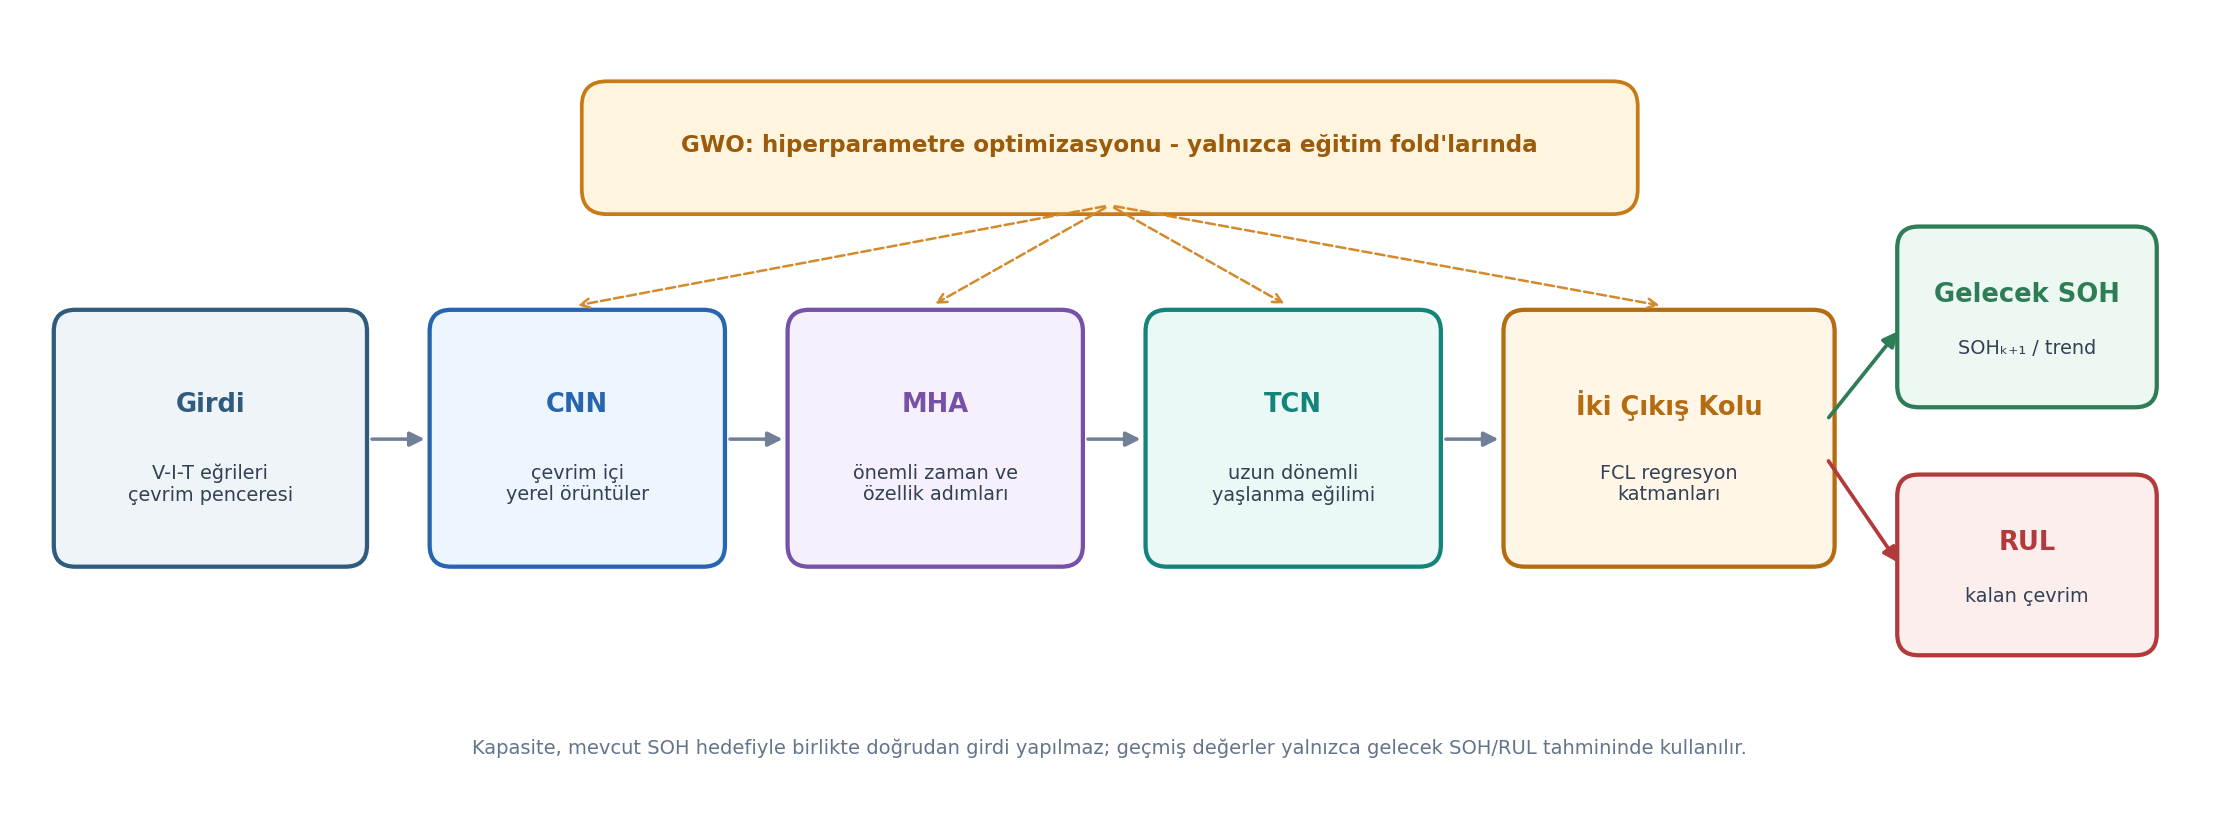 GWO: hiperparametre optimizasyonu - yalnızca eğitim fold'larında
Girdi
V-I-T eğrileri
çevrim penceresi
CNN
çevrim içi
yerel örüntüler
MHA
önemli zaman ve
özellik adımları
TCN
uzun dönemli
yaşlanma eğilimi
İki Çıkış Kolu
FCL regresyon
katmanları
Gelecek SOH
SOHₖ₊₁ / trend
RUL
kalan çevrim
Kapasite, mevcut SOH hedefiyle birlikte doğrudan girdi yapılmaz; geçmiş değerler yalnızca gelecek SOH/RUL tahmininde kullanılır.